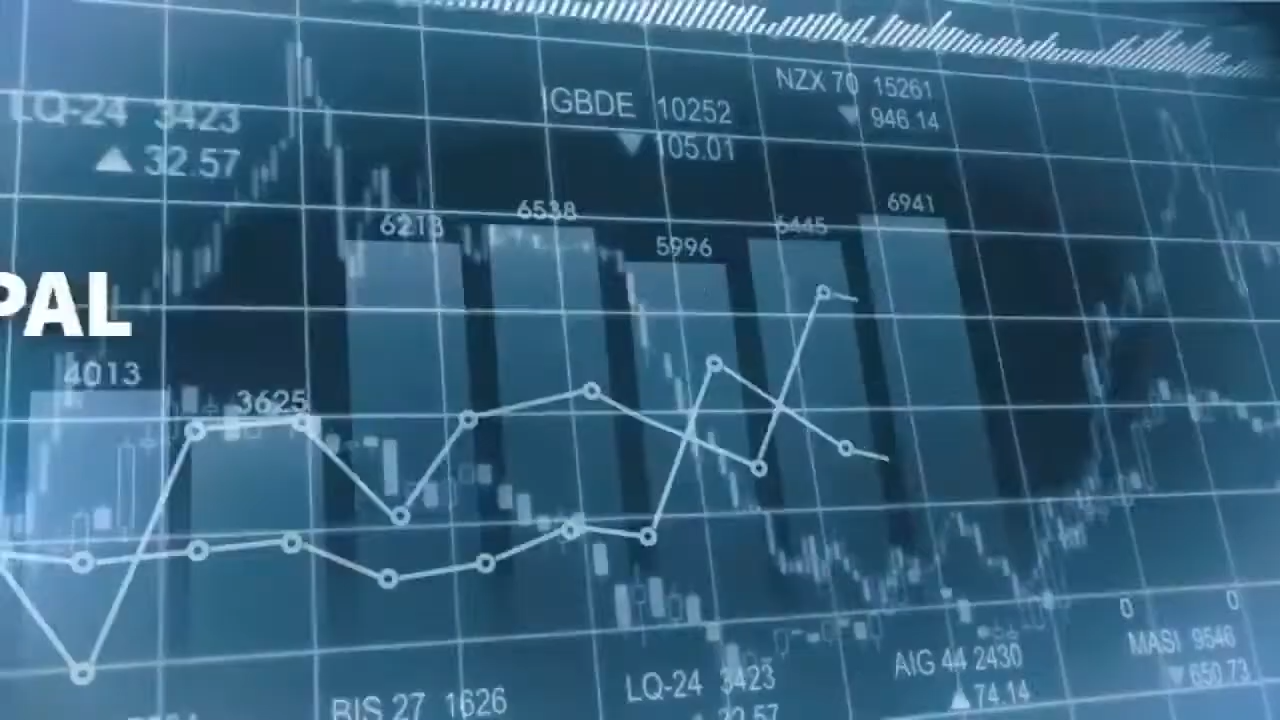 LQ-24 3423
▲ 32.57
IGBDE 10252
▼ 105.01
NZX 70 15261
▼ 946.14
6213
6538
5996
6445
6941
PAL
4013
3625
0
0
MASI 9546
▼ 650.73
AIG 44 2430
▲ 74.14
LQ-24 3423
32.57
BIS 27 1626